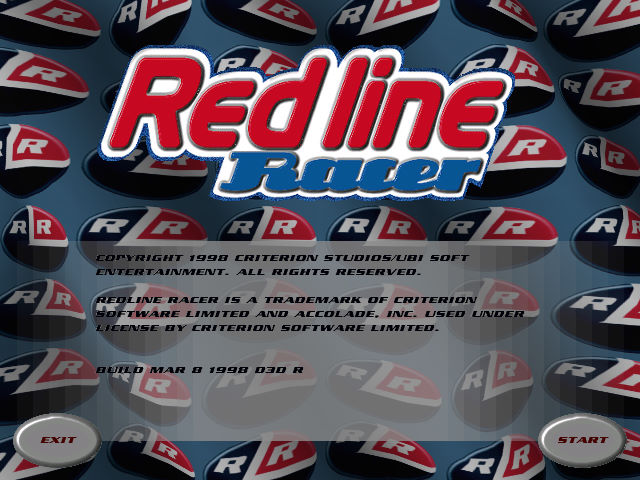 Redline
Racer
COPYRIGHT 1998 CRITERION STUDIOS/UBI SOFT
ENTERTAINMENT. ALL RIGHTS RESERVED.
REDLINE RACER IS A TRADEMARK OF CRITERION
SOFTWARE LIMITED AND ACCOLADE, INC. USED UNDER
LICENSE BY CRITERION SOFTWARE LIMITED.
BUILD MAR 8 1998 D3D R
EXIT
START